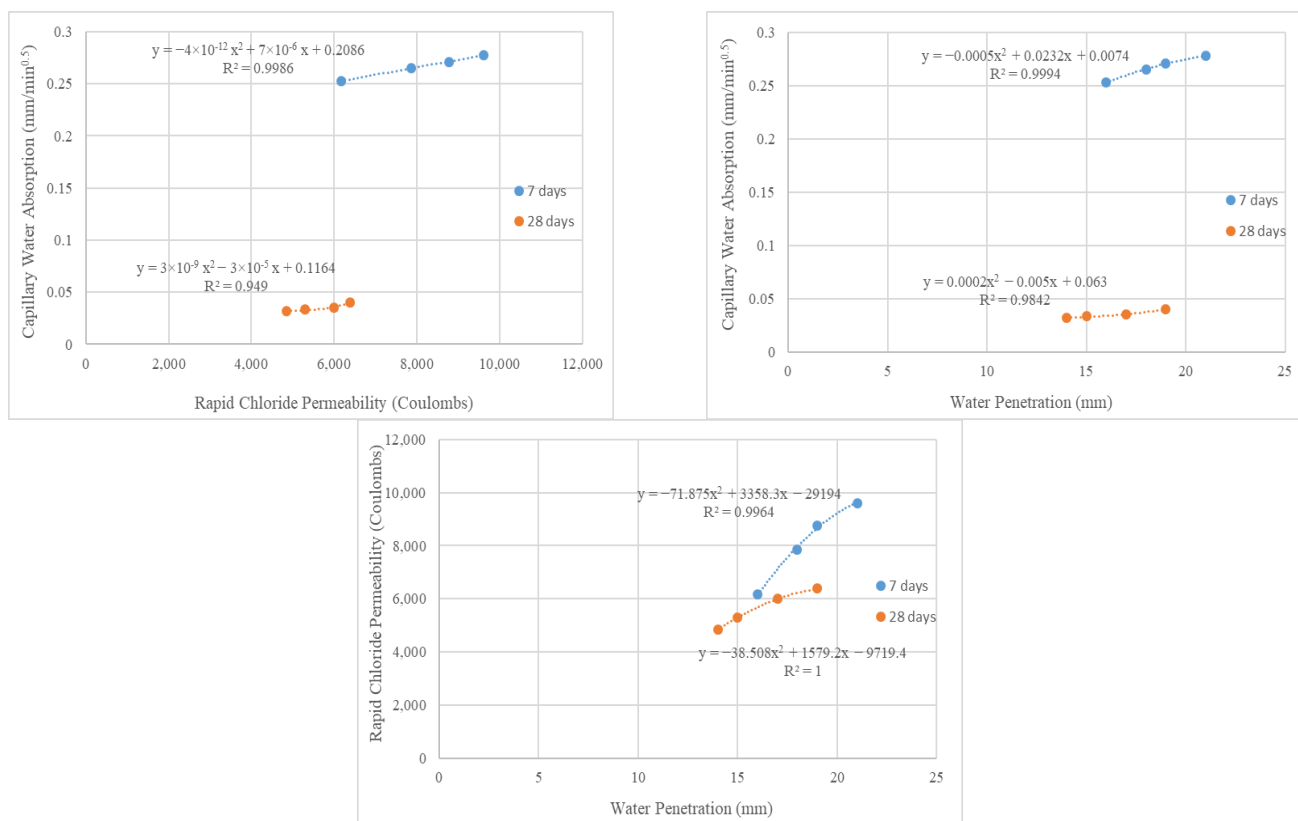 Capillary Water Absorption (mm/min^0.5)
0.3
0.25
0.2
0.15
0.1
0.05
0
y = −4×10^-12 x² + 7×10^-6 x + 0.2086
R² = 0.9986
7 days
28 days
y = 3×10^-9 x² − 3×10^-5 x + 0.1164
R² = 0.949
0 2,000 4,000 6,000 8,000 10,000 12,000
Rapid Chloride Permeability (Coulombs)
Capillary Water Absorption (mm/min^0.5)
0.3
0.25
0.2
0.15
0.1
0.05
0
y = −0.0005x² + 0.0232x + 0.0074
R² = 0.9994
7 days
28 days
y = 0.0002x² − 0.005x + 0.063
R² = 0.9842
0 5 10 15 20 25
Water Penetration (mm)
Rapid Chloride Permeability (Coulombs)
12,000
10,000
8,000
6,000
4,000
2,000
0
y = −71.875x² + 3358.3x − 29194
R² = 0.9964
7 days
28 days
y = −38.508x² + 1579.2x − 9719.4
R² = 1
0 5 10 15 20 25
Water Penetration (mm)